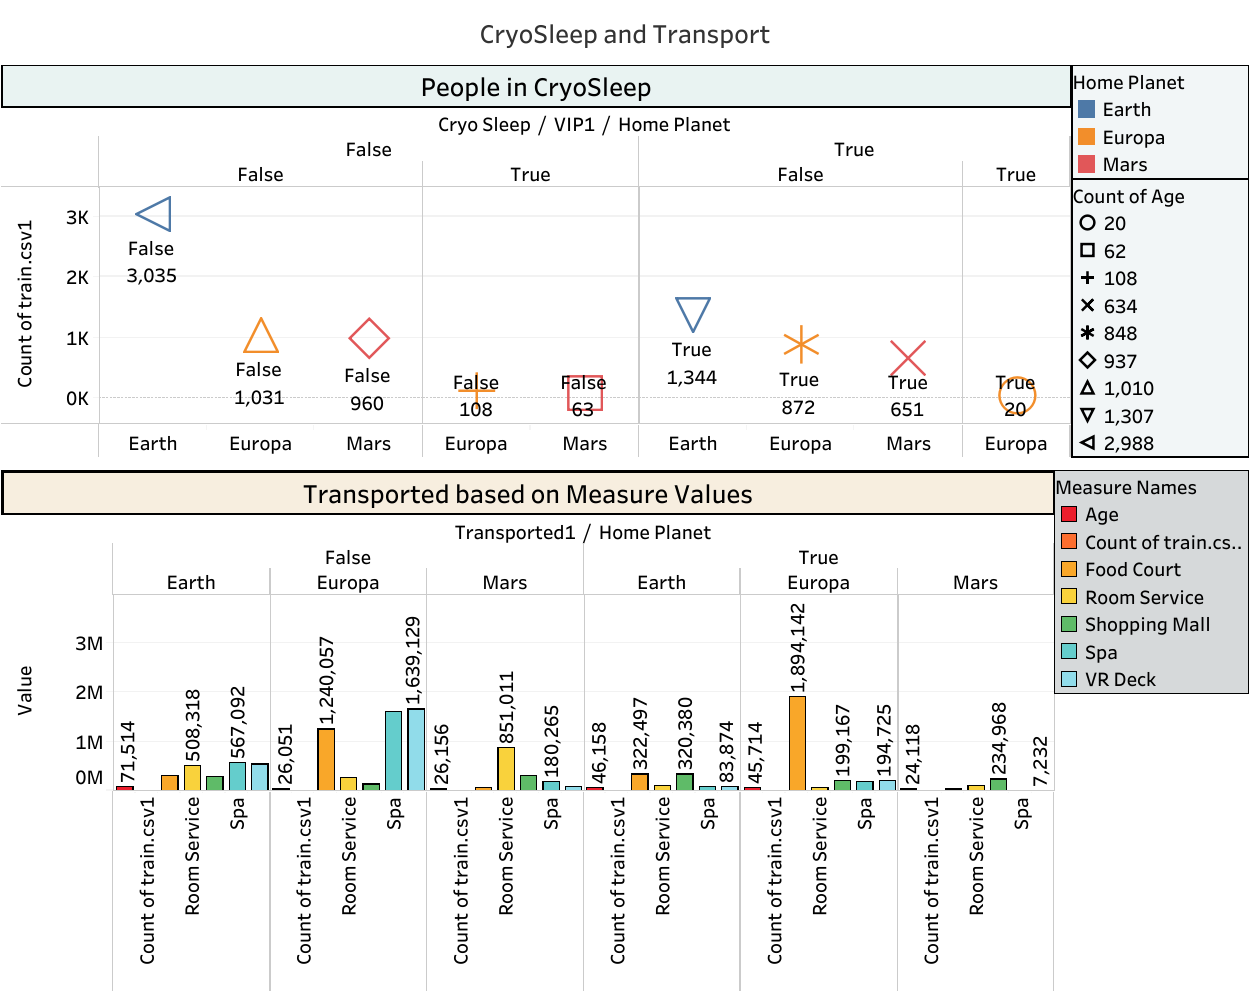 CryoSleep and Transport
People in CryoSleep
Cryo Sleep / VIP1 / Home Planet
False True
False True False True
Count of train.csv1
3K
2K
1K
0K
False
3,035
False
1,031
False
960
False
108
False
63
True
1,344
True
872
True
651
True
20
Earth Europa Mars Europa Mars Earth Europa Mars Europa
Home Planet
Earth
Europa
Mars
Count of Age
20
62
108
634
848
937
1,010
1,307
2,988
Transported based on Measure Values
Transported1 / Home Planet
False True
Earth Europa Mars Earth Europa Mars
Value
3M
2M
1M
0M
71,514
508,318
567,092
26,051
1,240,057
1,639,129
26,156
851,011
180,265
46,158
322,497
320,380
83,874
45,714
1,894,142
199,167
194,725
24,118
234,968
7,232
Count of train.csv1
Room Service
Spa
Count of train.csv1
Room Service
Spa
Count of train.csv1
Room Service
Spa
Count of train.csv1
Room Service
Spa
Count of train.csv1
Room Service
Spa
Count of train.csv1
Room Service
Spa
Measure Names
Age
Count of train.cs..
Food Court
Room Service
Shopping Mall
Spa
VR Deck